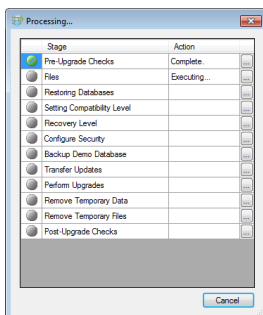 Processing...
Stage Action
Pre-Upgrade Checks Complete. ...
Files Executing... ...
Restoring Databases ...
Setting Compatibility Level ...
Recovery Level ...
Configure Security ...
Backup Demo Database ...
Transfer Updates ...
Perform Upgrades ...
Remove Temporary Data ...
Remove Temporary Files ...
Post-Upgrade Checks ...
Cancel